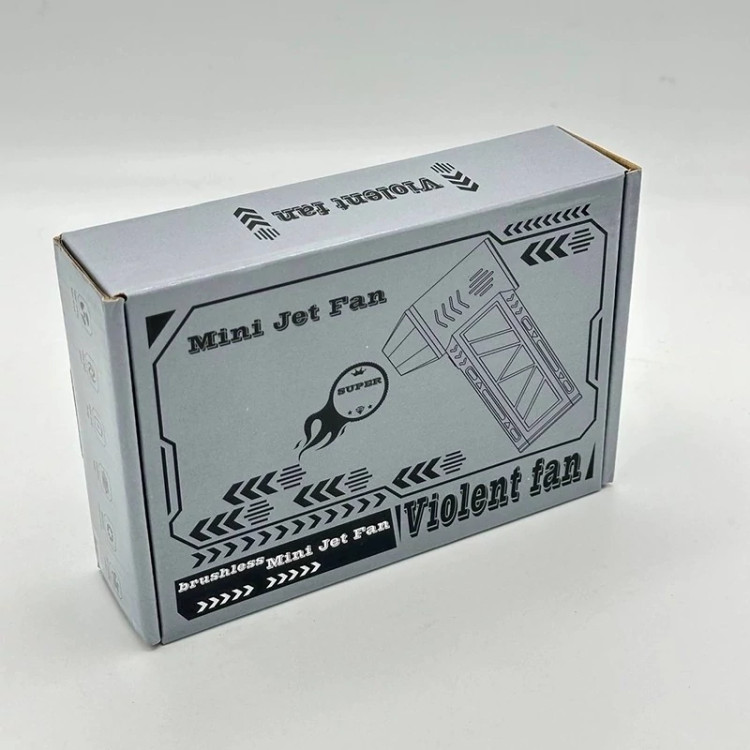 Violent fan
Mini Jet Fan
SUPER
Violent fan
brushless Mini Jet Fan